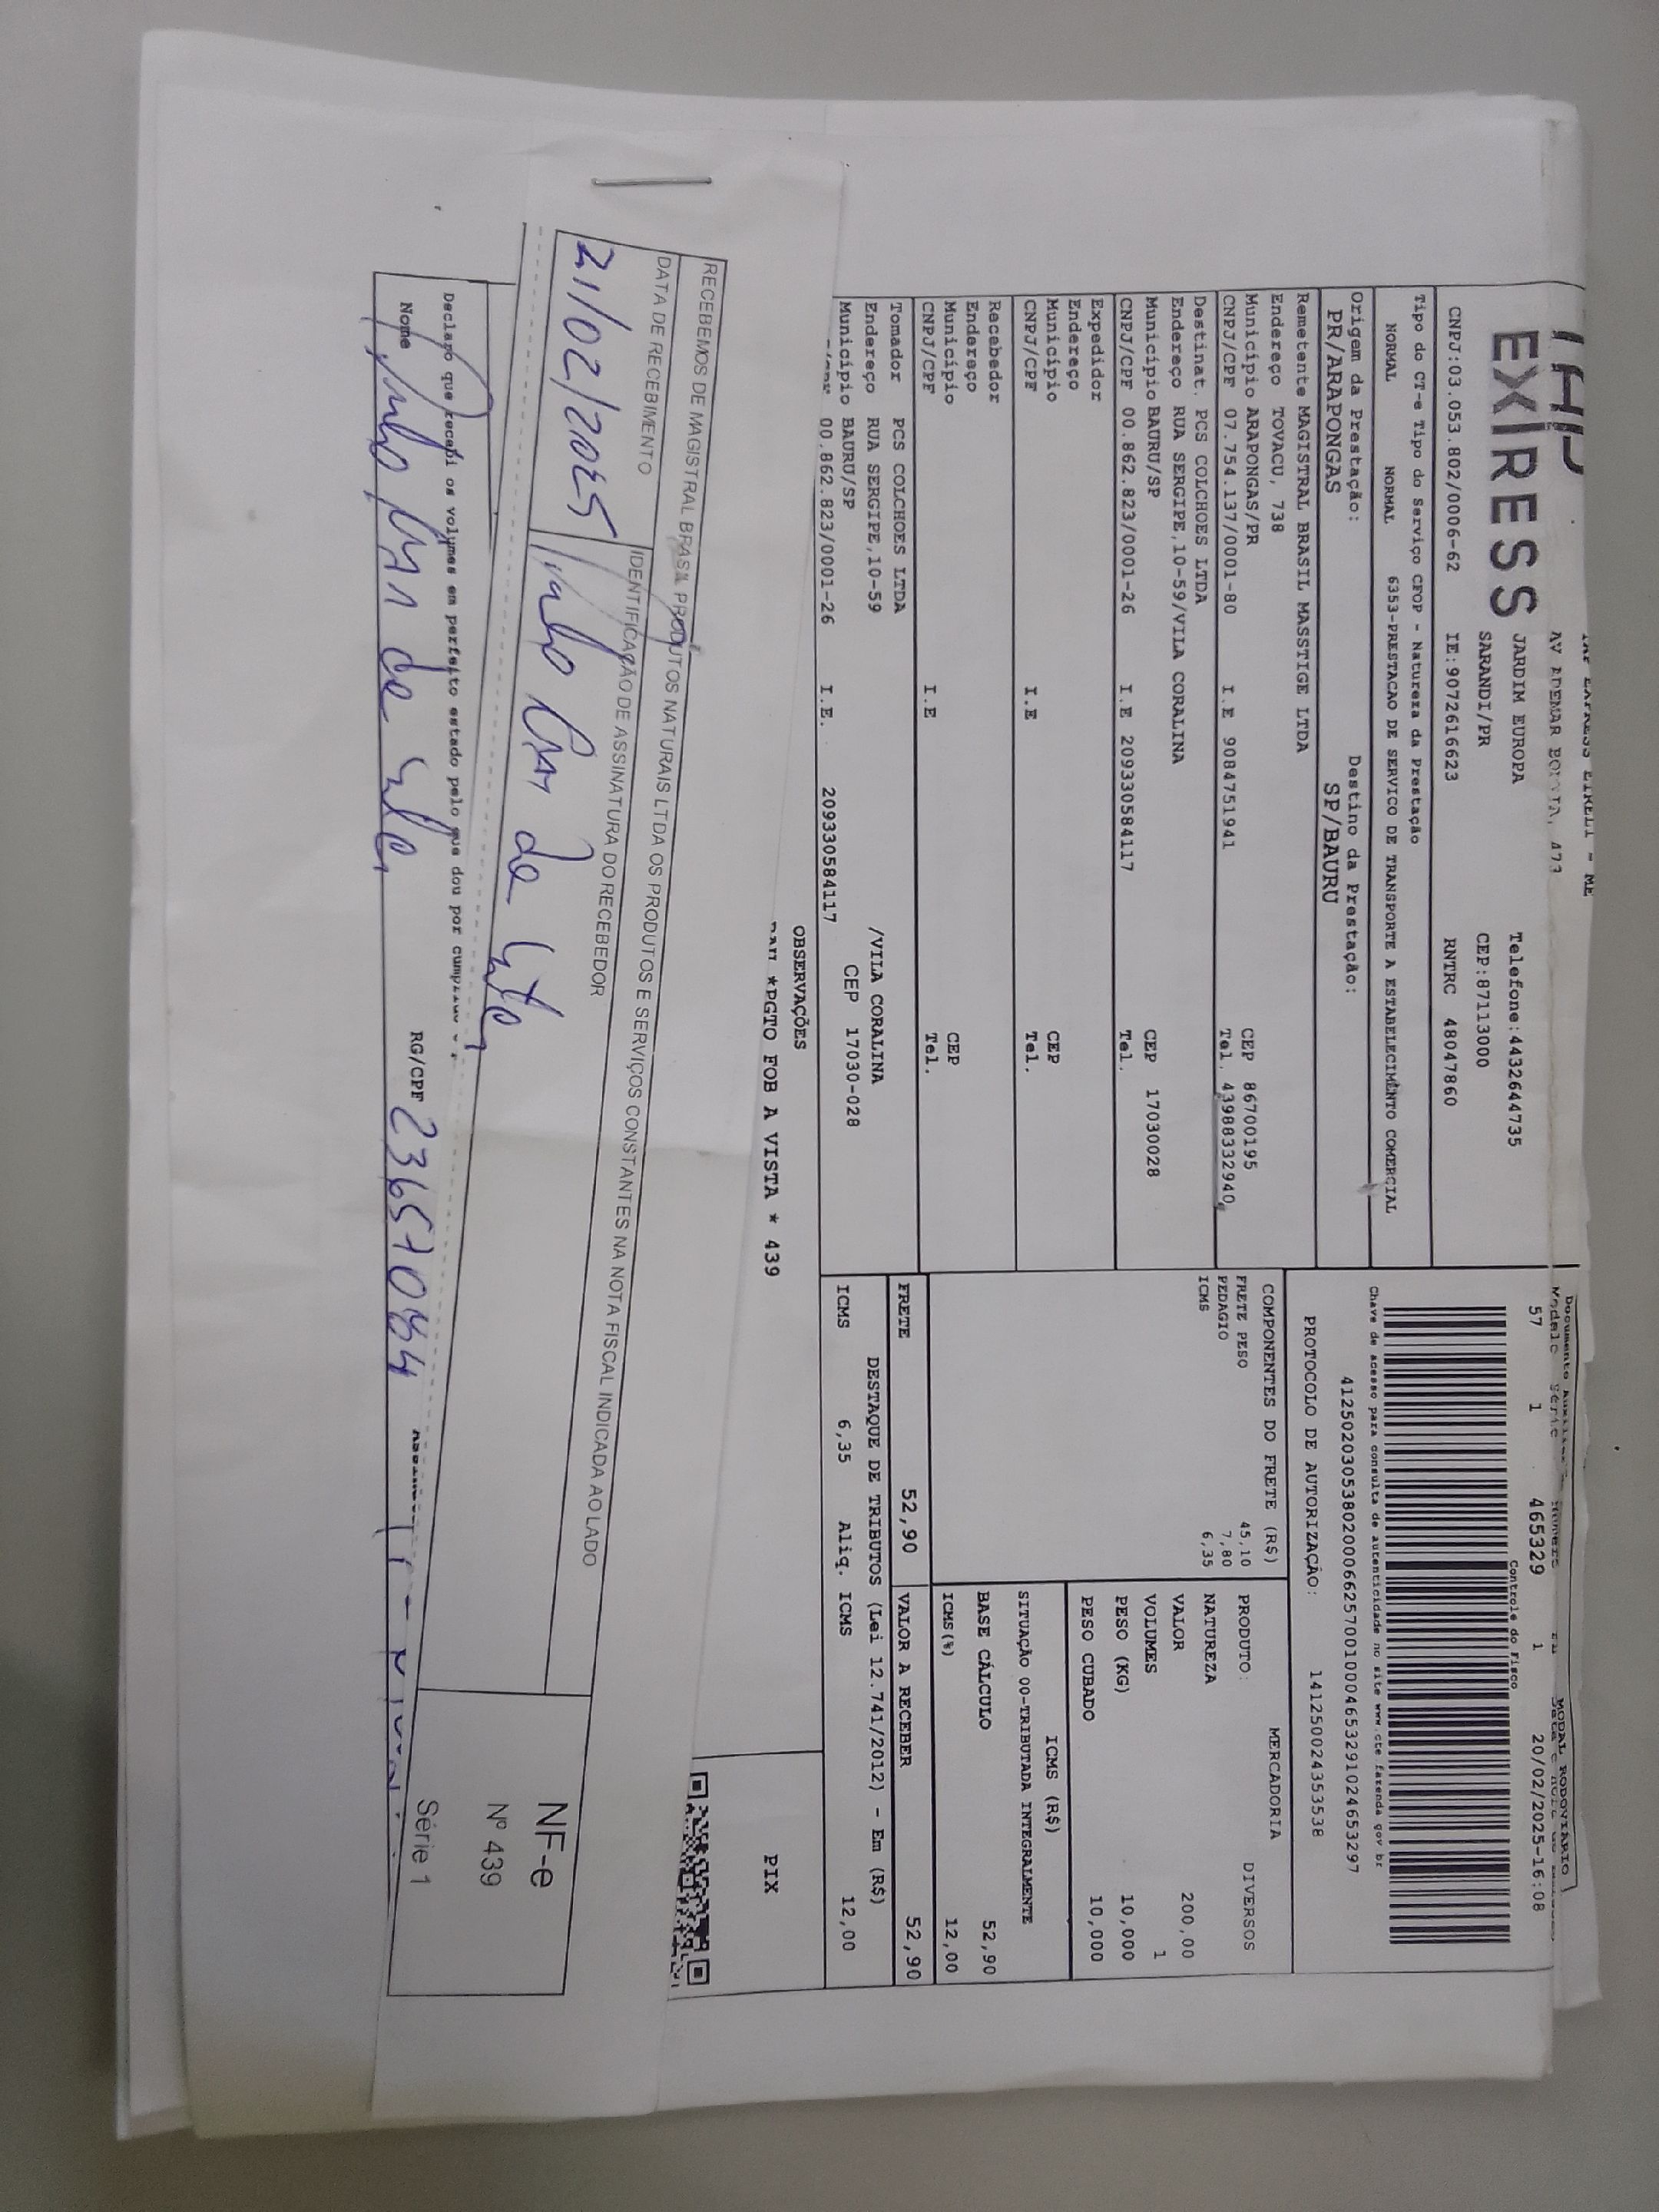 EXPRESS
AV ADEMAR
JARDIM EUROPA Telefone:4432644735
SARANDI/PR CEP:87113000
CNPJ:03.053.802/0006-62 IE:9072616623 RNTRC 48047860
57 1 465329 1 20/02/2025-16:08
Controle do Fisco
Tipo do CT-e Tipo do Serviço CFOP - Natureza da Prestação
NORMAL NORMAL 6353-PRESTACAO DE SERVICO DE TRANSPORTE A ESTABELECIMENTO COMERCIAL
Chave de acesso para consulta de autenticidade no site www.cte fazenda gov br
41250203053802000662570010004653291024653297
Origem da Prestação: Destino da Prestação:
PR/ARAPONGAS SP/BAURU
PROTOCOLO DE AUTORIZAÇÃO: 141250024353538
Remetente MAGISTRAL BRASIL MASSTIGE LTDA
Endereço TOVACU, 738
Município ARAPONGAS/PR CEP 86700195
CNPJ/CPF 07.754.137/0001-80 I.E 9084751941 Tel. 43988332940
Destinat. PCS COLCHOES LTDA
Endereço RUA SERGIPE,10-59/VILA CORALINA
Município BAURU/SP CEP 17030028
CNPJ/CPF 00.862.823/0001-26 I.E 209330584117 Tel.
Expedidor
Endereço
Município CEP
CNPJ/CPF I.E Tel.
Recebedor
Endereço
Município CEP
CNPJ/CPF I.E Tel.
Tomador PCS COLCHOES LTDA
Endereço RUA SERGIPE,10-59 /VILA CORALINA
Município BAURU/SP CEP 17030-028
00.862.823/0001-26 I.E. 209330584117
COMPONENTES DO FRETE (R$)
FRETE PESO 45,10
PEDAGIO 7,80
ICMS 6,35
MERCADORIA
PRODUTO: DIVERSOS
NATUREZA
VALOR 200,00
VOLUMES 1
PESO (KG) 10,000
PESO CUBADO 10,000
ICMS (R$)
SITUAÇÃO 00-TRIBUTADA INTEGRALMENTE
BASE CÁLCULO 52,90
ICMS(%) 12,00
FRETE 52,90 VALOR A RECEBER 52,90
DESTAQUE DE TRIBUTOS (Lei 12.741/2012) - Em (R$)
ICMS 6,35 Aliq. ICMS 12,00
OBSERVAÇÕES
*PGTO FOB A VISTA * 439
PIX
RECEBEMOS DE MAGISTRAL BRASIL PRODUTOS NATURAIS LTDA OS PRODUTOS E SERVIÇOS CONSTANTES NA NOTA FISCAL INDICADA AO LADO
DATA DE RECEBIMENTO IDENTIFICAÇÃO DE ASSINATURA DO RECEBEDOR
21/02/2025
NF-e
Nº 439
Série 1
Declaro que recebi os volumes em perfeito estado pelo que dou por
Nome RG/CPF